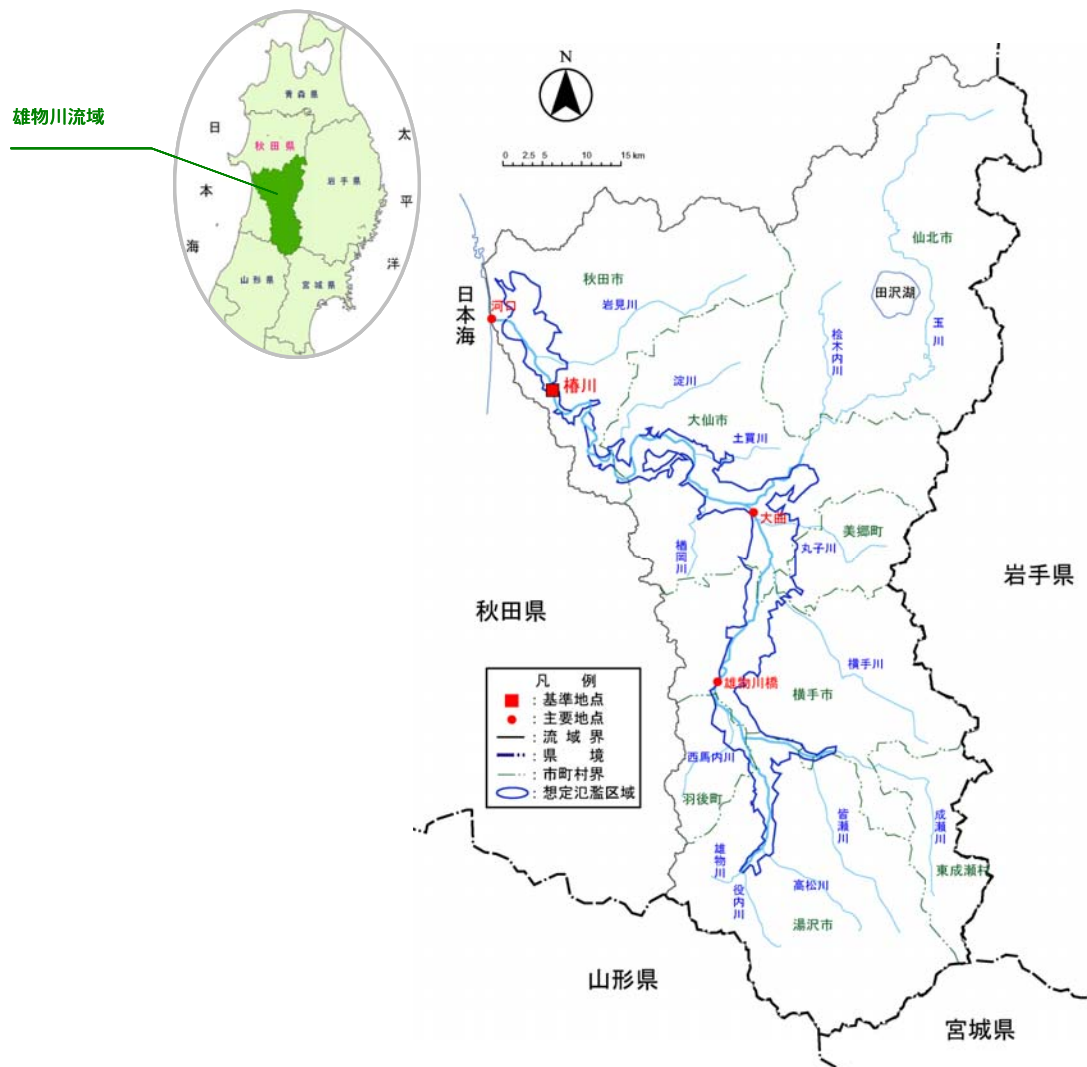 雄物川流域
青森県
日本海
秋田県
岩手県
太平洋
山形県
宮城県
N
0 2.5 5 10 15 km
仙北市
秋田市
田沢湖
日本海
河口
岩見川
玉川
桧木内川
椿川
淀川
大仙市
土買川
大曲
美郷町
楢岡川
丸子川
岩手県
秋田県
横手川
雄物川橋
横手市
凡例
:基準地点
:主要地点
:流域界
:県境
:市町村界
:想定氾濫区域
西馬内川
羽後町
皆瀬川
成瀬川
雄物川
役内川
高松川
東成瀬村
湯沢市
山形県
宮城県